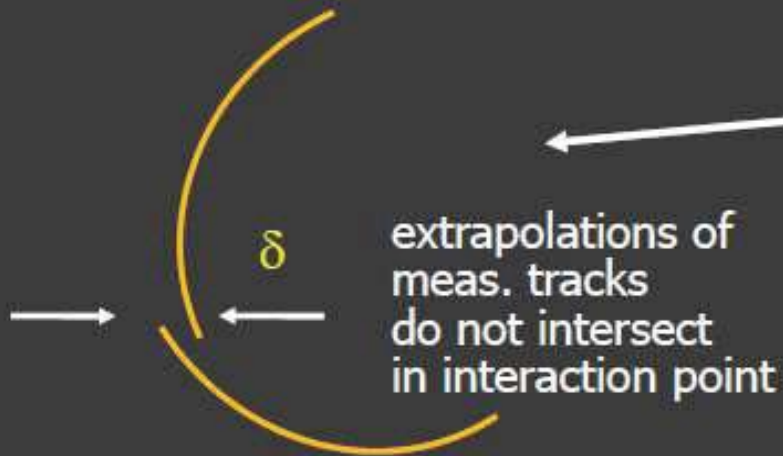 δ
extrapolations of
meas. tracks
do not intersect
in interaction point